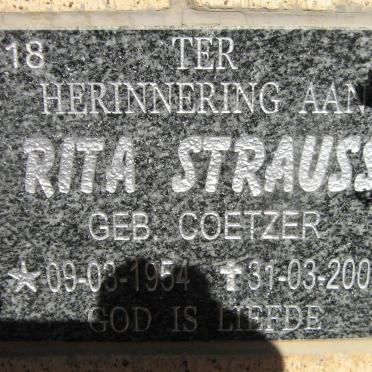 18 TER
HERINNERING AAN
RITA STRAUSS
GEB COETZER
09-03-1954 31-03-200
GOD IS LIEFDE